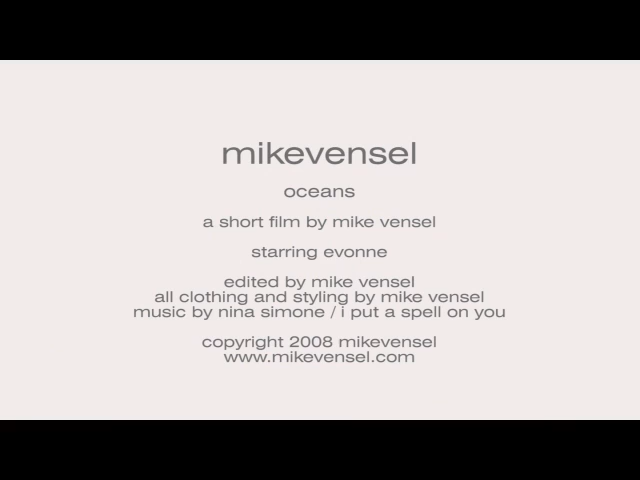 mikevensel
oceans
a short film by mike vensel
starring evonne
edited by mike vensel
all clothing and styling by mike vensel
music by nina simone / i put a spell on you
copyright 2008 mikevensel
www.mikevensel.com